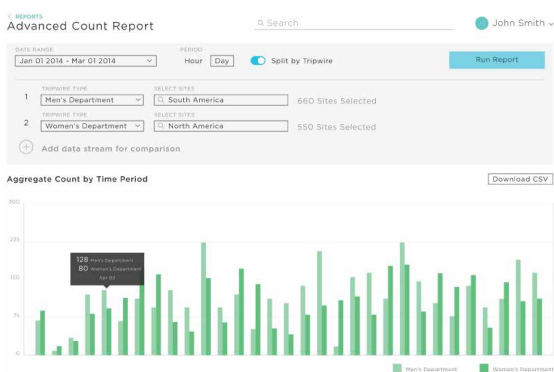 < REPORTS
Advanced Count Report
Search
JS John Smith
DATE RANGE
PERIOD
Jan 01 2014 - Mar 01 2014
Hour Day
Split by Tripwire
Run Report
TRIPWIRE TYPE
SELECT SITES
1 Men's Department
South America
660 Sites Selected
TRIPWIRE TYPE
SELECT SITES
2 Women's Department
North America
550 Sites Selected
+ Add data stream for comparison
Aggregate Count by Time Period
Download CSV
300
225
128 Men's Department
80 Women's Department
Apr 03
150
75
0
Men's Department
Women's Department